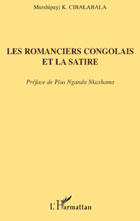 Mutshipayi K. CIBALABALA
LES ROMANCIERS CONGOLAIS
ET LA SATIRE
Préface de Pius Ngandu Nkashama
L'Harmattan